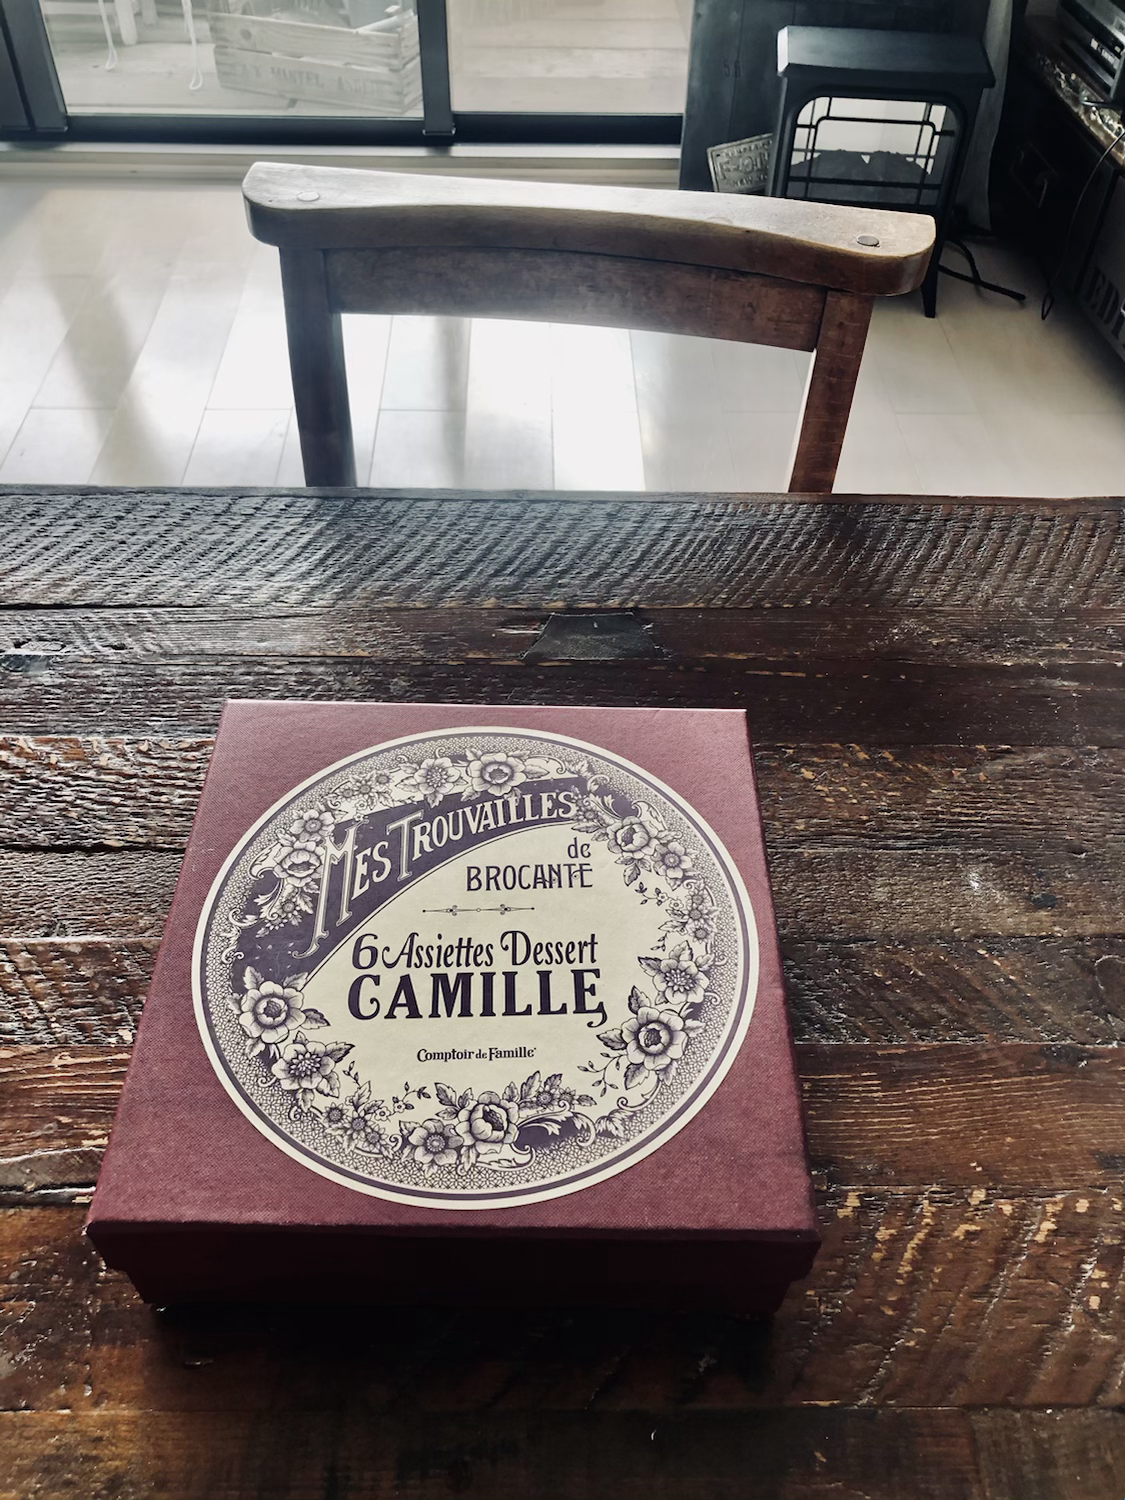 MES TROUVAILLES
de
BROCANTE
6 Assiettes Dessert
CAMILLE
Comptoir de Famille